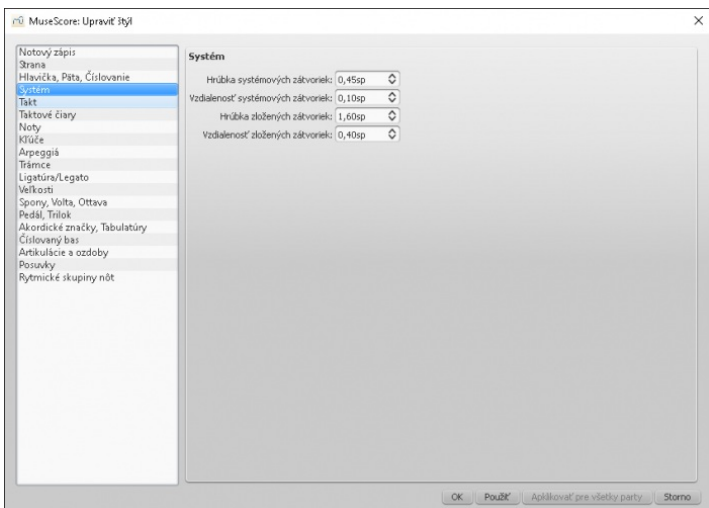 MuseScore: Upraviť štýl
Notový zápis
Strana
Hlavička, Päta, Číslovanie
Systém
Takt
Taktové čiary
Noty
Kľúče
Arpeggiá
Trámce
Ligatúra/Legato
Veľkosti
Spony, Volta, Ottava
Pedál, Trilok
Akordické značky, Tabulatúry
Číslovaný bas
Artikulácie a ozdoby
Posuvky
Rytmické skupiny nôt
Systém
Hrúbka systémových zátvoriek: 0,45sp
Vzdialenosť systémových zátvoriek: 0,10sp
Hrúbka zložených zátvoriek: 1,60sp
Vzdialenosť zložených zátvoriek: 0,40sp
OK Použiť Aplikovať pre všetky party Storno